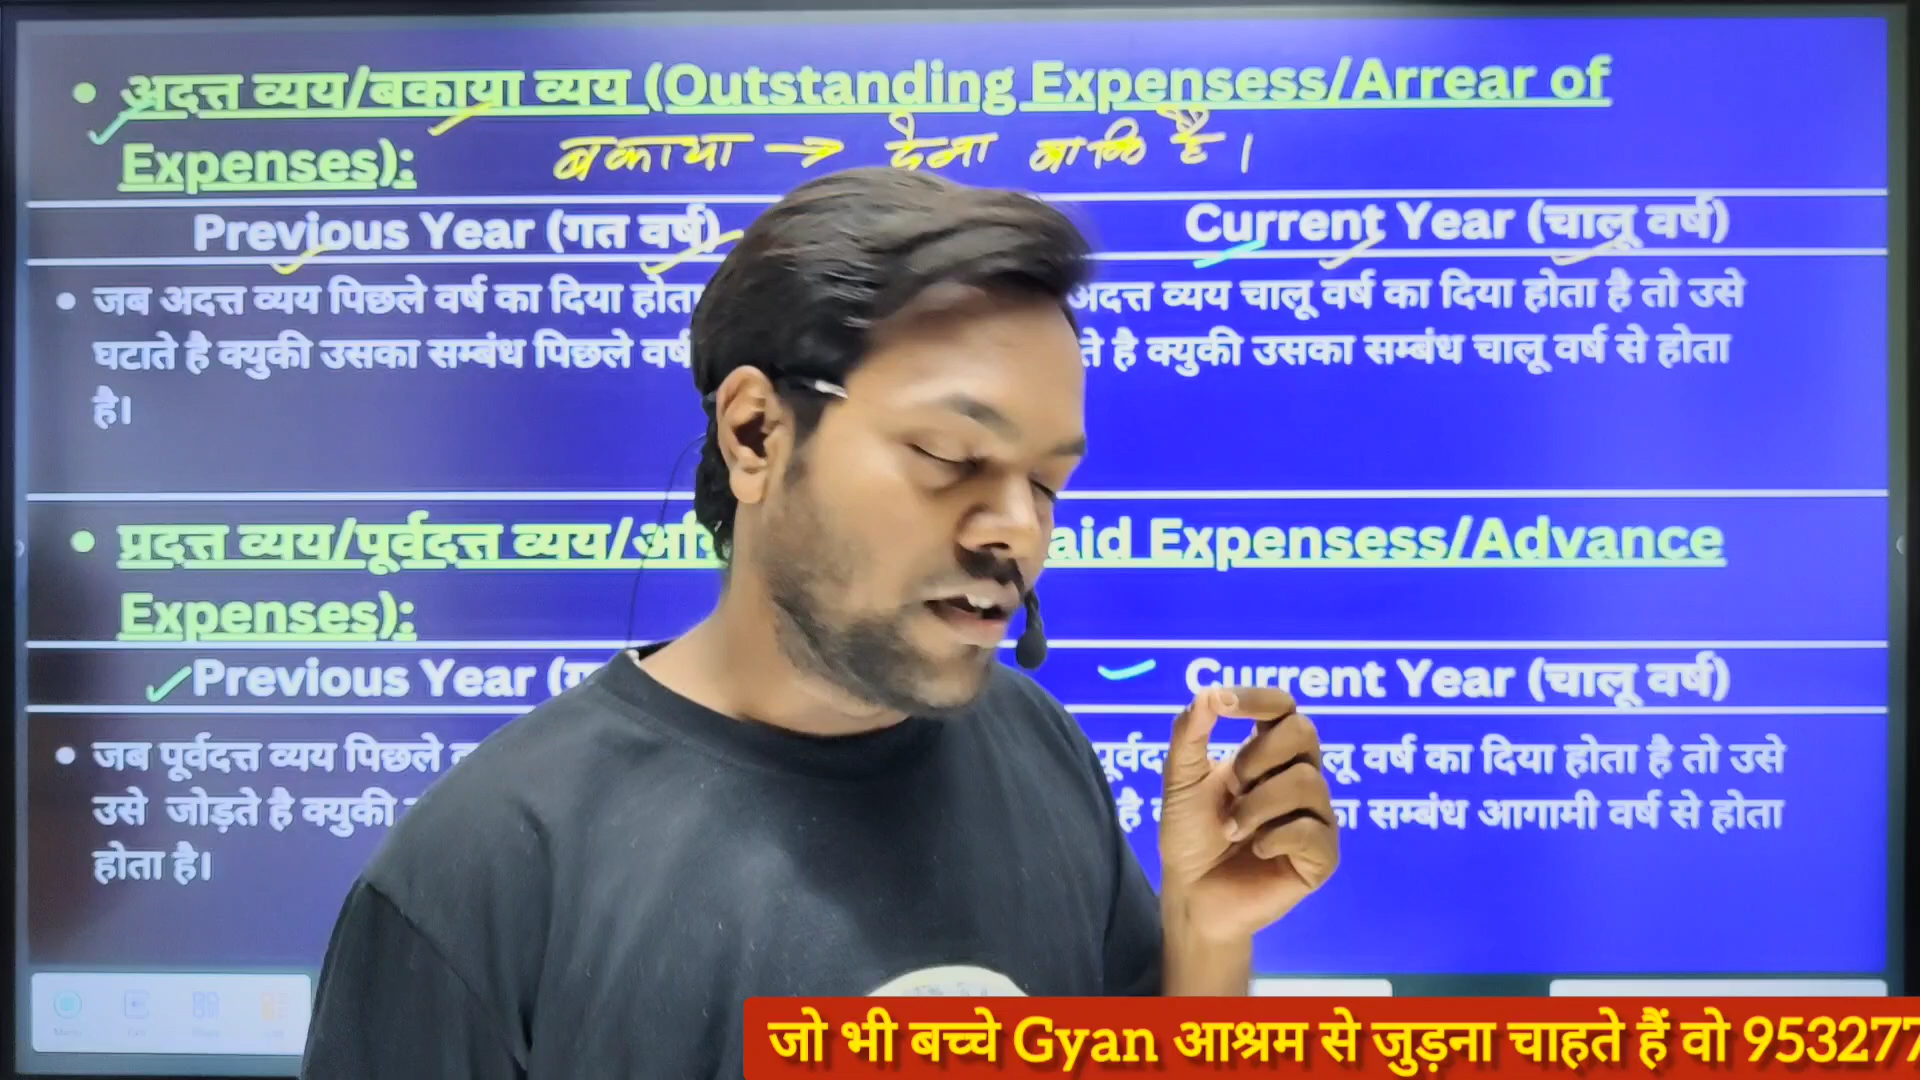 • अदत्त व्यय/बकाया व्यय (Outstanding Expensess/Arrear of
Expenses):
बकाया → देना बाकि है।
Previous Year (गत वर्ष)
Current Year (चालू वर्ष)
• जब अदत्त व्यय पिछले वर्ष का दिया होता
घटाते है क्युकी उसका सम्बंध पिछले वर्ष
है।
अदत्त व्यय चालू वर्ष का दिया होता है तो उसे
ते है क्युकी उसका सम्बंध चालू वर्ष से होता
• प्रदत्त व्यय/पूर्वदत्त व्यय/ aid Expensess/Advance
Expenses):
Previous Year
Current Year (चालू वर्ष)
• जब पूर्वदत्त व्यय पिछले
उसे जोड़ते है क्युकी
होता है।
लू वर्ष का दिया होता है तो उसे
है का सम्बंध आगामी वर्ष से होता
जो भी बच्चे Gyan आश्रम से जुड़ना चाहते हैं वो 953277